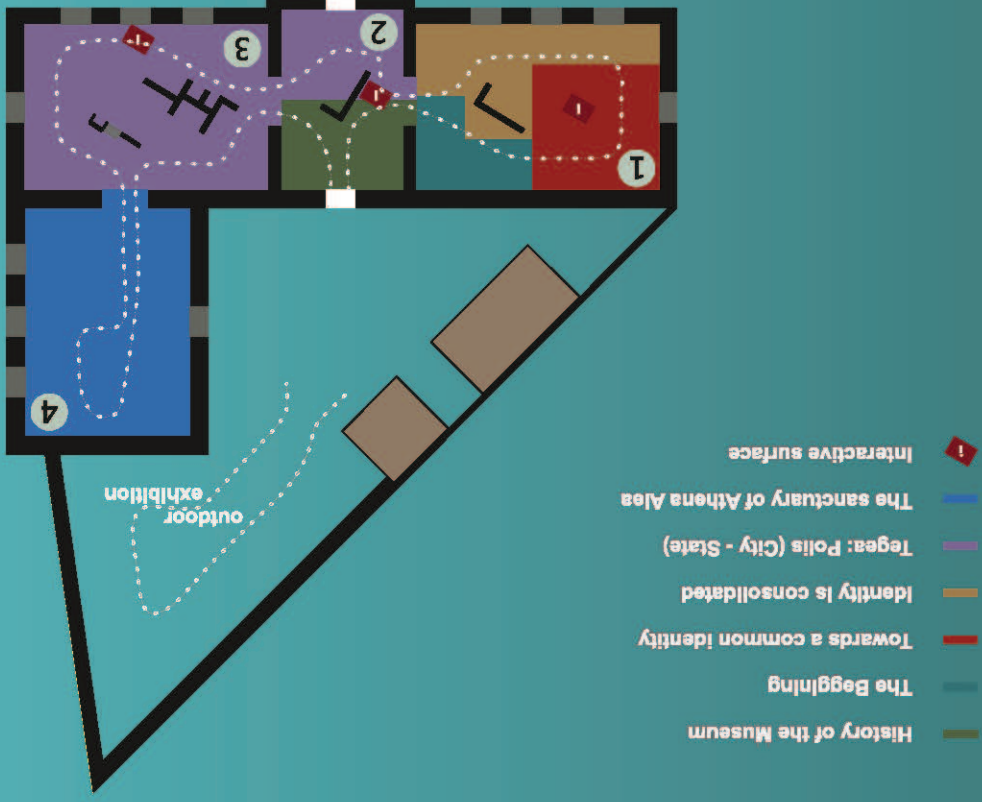 History of the Museum
The Beggining
Towards a common identity
Identity is consolidated
Tegea: Polis (City - State)
The sanctuary of Athena Alea
i Interactive surface
outdoor
exhibition
4
1
i
i
2
3
i